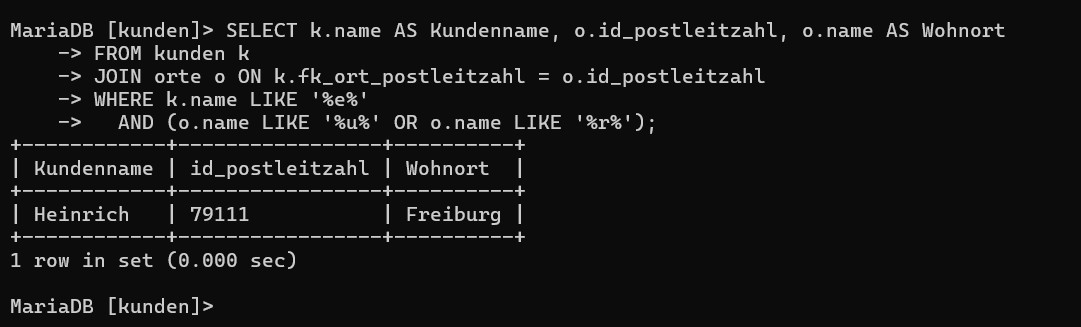 MariaDB [kunden]> SELECT k.name AS Kundenname, o.id_postleitzahl, o.name AS Wohnort
    -> FROM kunden k
    -> JOIN orte o ON k.fk_ort_postleitzahl = o.id_postleitzahl
    -> WHERE k.name LIKE '%e%'
    ->   AND (o.name LIKE '%u%' OR o.name LIKE '%r%');
+------------+-----------------+----------+
| Kundenname | id_postleitzahl | Wohnort  |
+------------+-----------------+----------+
| Heinrich   | 79111           | Freiburg |
+------------+-----------------+----------+
1 row in set (0.000 sec)
MariaDB [kunden]>